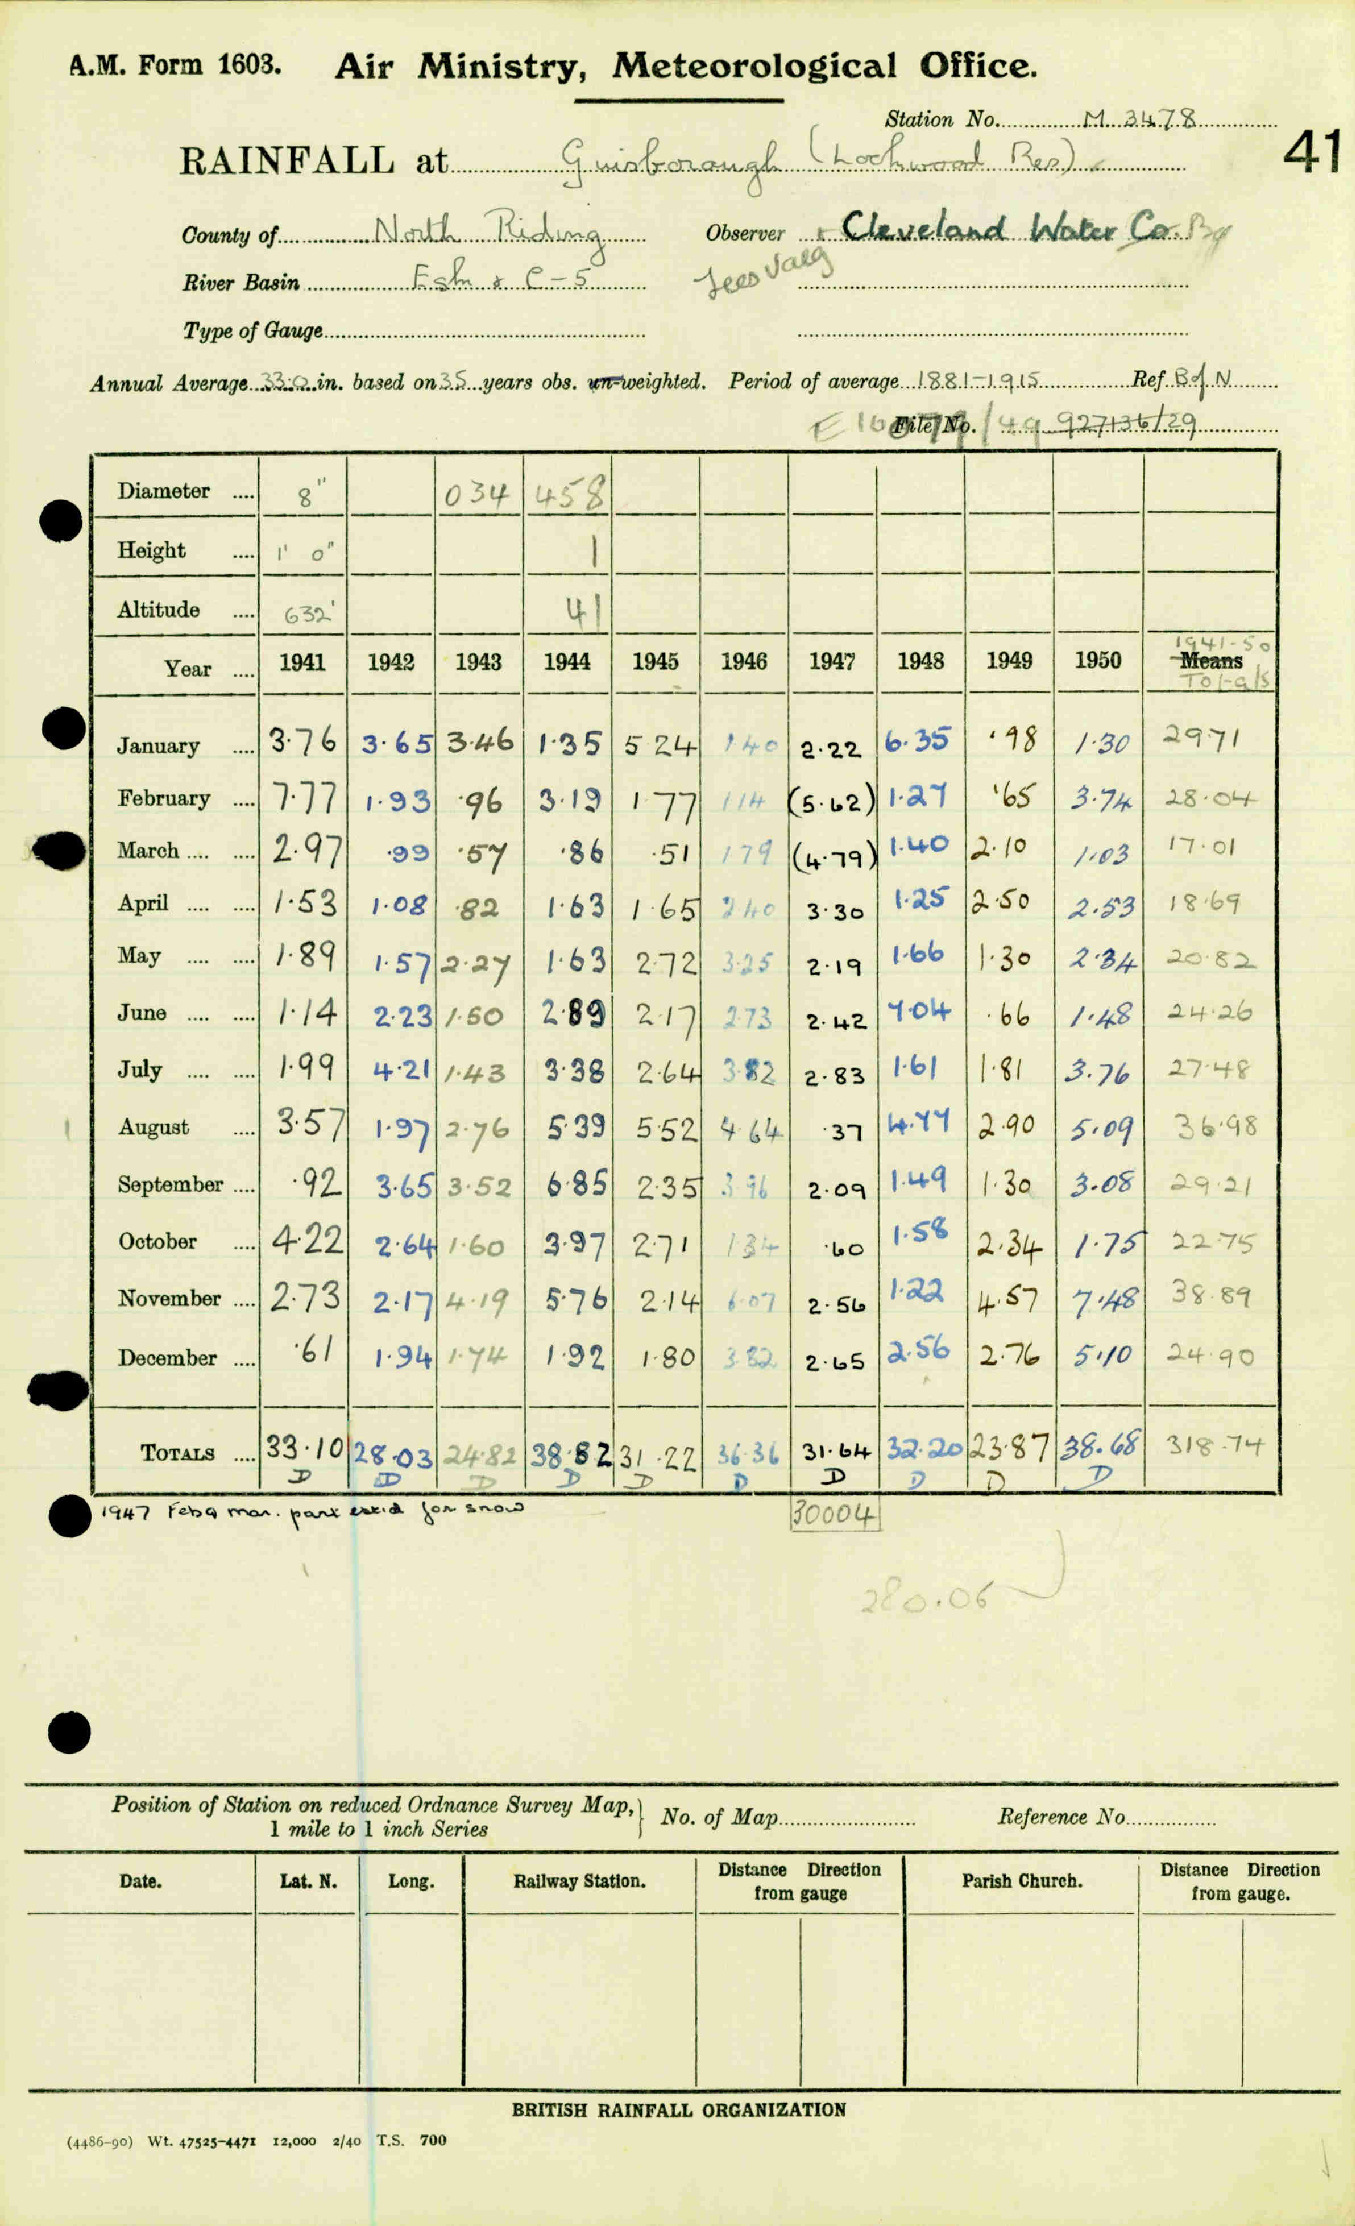 A.M. Form 1603. Air Ministry, Meteorological Office.
Station No. M 3478
41
RAINFALL at Guisborough (Lockwood Res)
County of North Riding Observer Cleveland Water Co.
River Basin Esk & C-5 Tees Valley
Type of Gauge
Annual Average 33.0 in. based on 35 years obs. un-weighted. Period of average 1881-1915 Ref. B of N
File No. 927136/29
Diameter .... 8" 034 458
Height .... 1' 0" 1
Altitude .... 632' 41
1941-50
Year .... 1941 1942 1943 1944 1945 1946 1947 1948 1949 1950 Means
Totals
January .... 3.76 3.65 3.46 1.35 5 24 1 40 2.22 6.35 .98 1.30 29.71
February .... 7.77 1.93 .96 3.19 1.77 1 14 (5.62) 1.27 .65 3.74 28.04
March .... .... 2.97 .99 .57 .86 .51 1 79 (4.79) 1.40 2.10 1.03 17.01
April .... .... 1.53 1.08 .82 1.63 1.65 2 40 3.30 1.25 2.50 2.53 18.69
May .... .... 1.89 1.57 2.27 1.63 2.72 3.25 2.19 1.66 1.30 2.34 20.82
June .... .... 1.14 2.23 1.50 2.89 2.17 2.73 2.42 7.04 .66 1.48 24.26
July .... .... 1.99 4.21 1.43 3.38 2.64 3.82 2.83 1.61 1.81 3.76 27.48
August .... 3.57 1.97 2.76 5.39 5.52 4 64 .37 4.77 2.90 5.09 36.98
September .... .92 3.65 3.52 6.85 2.35 3 96 2.09 1.49 1.30 3.08 29.21
October .... 4.22 2.64 1.60 3.97 2.71 1 34 .60 1.58 2.34 1.75 22.75
November .... 2.73 2.17 4.19 5.76 2.14 6.07 2.56 1.22 4.57 7.48 38.89
December .... .61 1.94 1.74 1.92 1.80 3.82 2.65 2.56 2.76 5.10 24.90
TOTALS .... 33.10 28.03 24.82 38.82 31.22 36.36 31.64 32.20 23.87 38.68 318.74
D D D D D D D D D D
1947 Feb & Mar. part est'd for snow 30004
280.06
Position of Station on reduced Ordnance Survey Map, } No. of Map Reference No.
1 mile to 1 inch Series
Date. Lat. N. Long. Railway Station. Distance Direction from gauge Parish Church. Distance Direction from gauge.
BRITISH RAINFALL ORGANIZATION
(4486-90) Wt. 47525-4471 12,000 2/40 T.S. 700